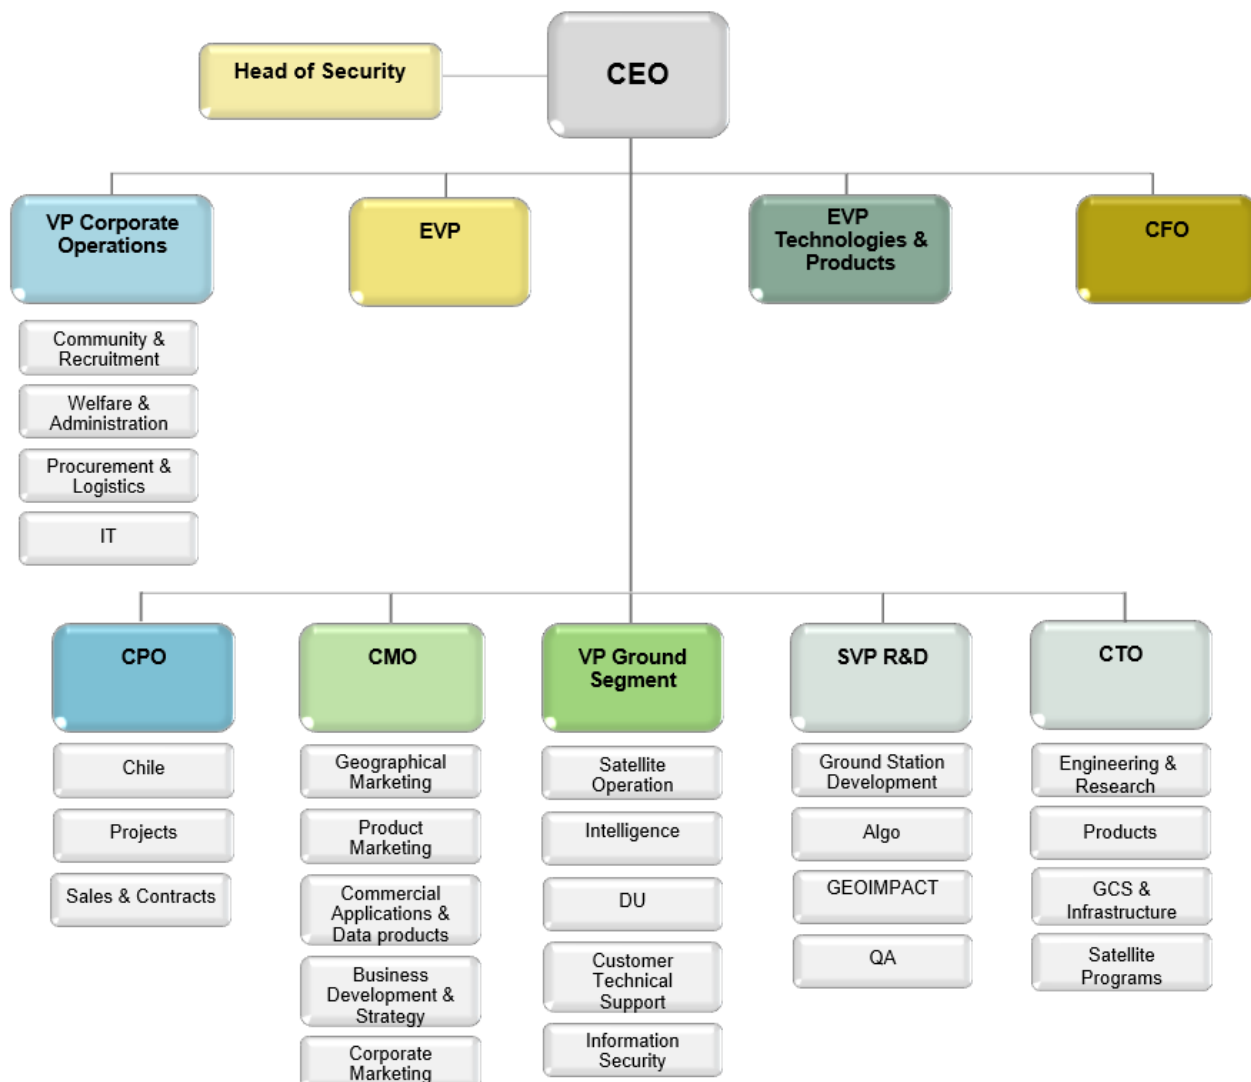 Head of Security
CEO
VP Corporate
Operations
EVP
EVP
Technologies &
Products
CFO
Community &
Recruitment
Welfare &
Administration
Procurement &
Logistics
IT
CPO
CMO
VP Ground
Segment
SVP R&D
CTO
Chile
Projects
Sales & Contracts
Geographical
Marketing
Product
Marketing
Commercial
Applications &
Data products
Business
Development &
Strategy
Corporate
Marketing
Satellite
Operation
Intelligence
DU
Customer
Technical
Support
Information
Security
Ground Station
Development
Algo
GEOIMPACT
QA
Engineering &
Research
Products
GCS &
Infrastructure
Satellite
Programs